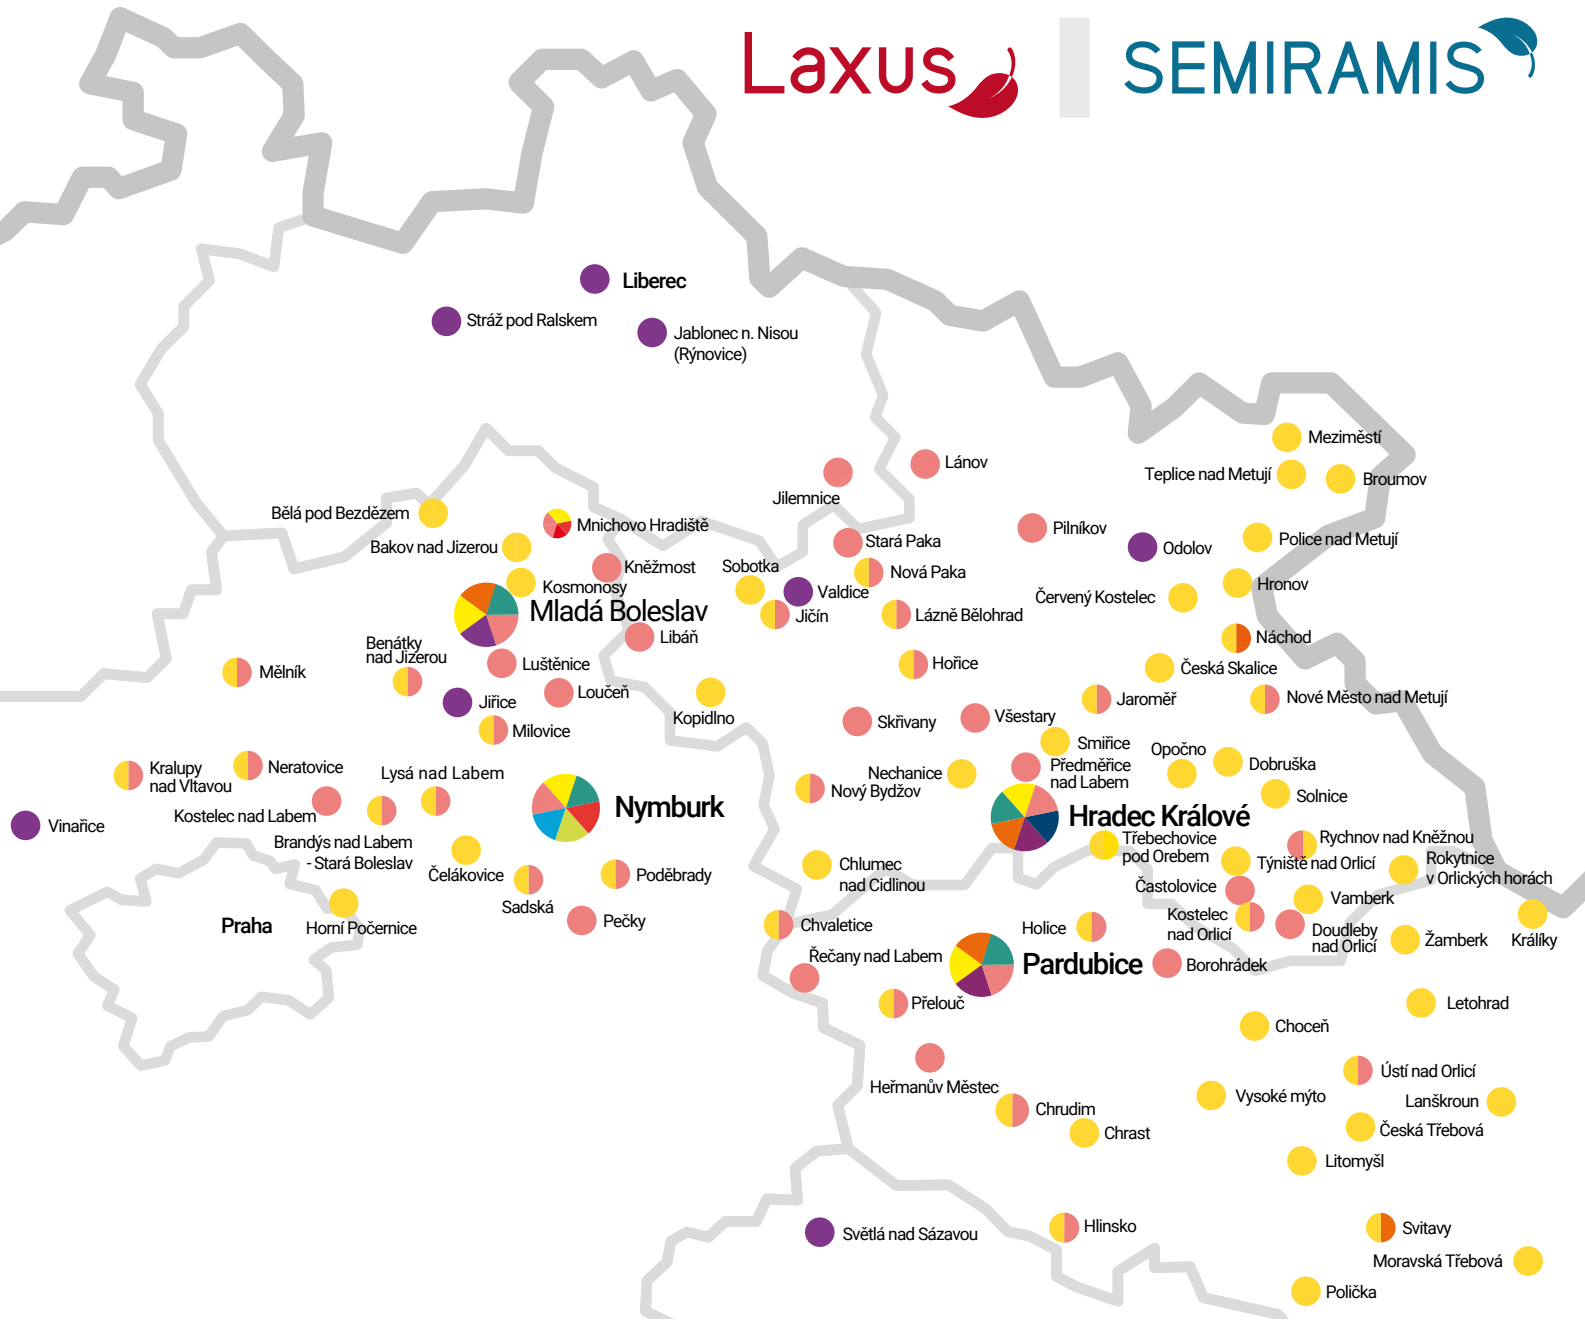 Laxus
SEMIRAMIS
Liberec
Stráž pod Ralskem
Jablonec n. Nisou
(Rýnovice)
Meziměstí
Teplice nad Metují
Broumov
Lánov
Jilemnice
Bělá pod Bezdězem
Mnichovo Hradiště
Pilníkov
Stará Paka
Police nad Metují
Bakov nad Jizerou
Odolov
Kněžmost
Sobotka
Nová Paka
Hronov
Kosmonosy
Valdice
Červený Kostelec
Mladá Boleslav
Jičín
Lázně Bělohrad
Libáň
Náchod
Benátky
nad Jizerou
Luštěnice
Hořice
Česká Skalice
Mělník
Loučeň
Jiřice
Jaroměř
Nové Město nad Metují
Kopidlno
Skřivany
Všestary
Milovice
Smiřice
Opočno
Dobruška
Kralupy
nad Vltavou
Neratovice
Lysá nad Labem
Nechanice
Předměřice
nad Labem
Nový Bydžov
Solnice
Kostelec nad Labem
Nymburk
Hradec Králové
Vinařice
Brandýs nad Labem
- Stará Boleslav
Třebechovice
pod Orebem
Rychnov nad Kněžnou
Týniště nad Orlicí
Rokytnice
v Orlických horách
Čelákovice
Poděbrady
Chlumec
nad Cidlinou
Častolovice
Vamberk
Sadská
Pečky
Praha
Horní Počernice
Chvaletice
Holice
Kostelec
nad Orlicí
Doudleby
nad Orlicí
Žamberk
Králíky
Řečany nad Labem
Pardubice
Borohrádek
Přelouč
Letohrad
Choceň
Heřmanův Městec
Ústí nad Orlicí
Chrudim
Vysoké mýto
Lanškroun
Chrast
Česká Třebová
Litomyšl
Světlá nad Sázavou
Hlinsko
Svitavy
Moravská Třebová
Polička